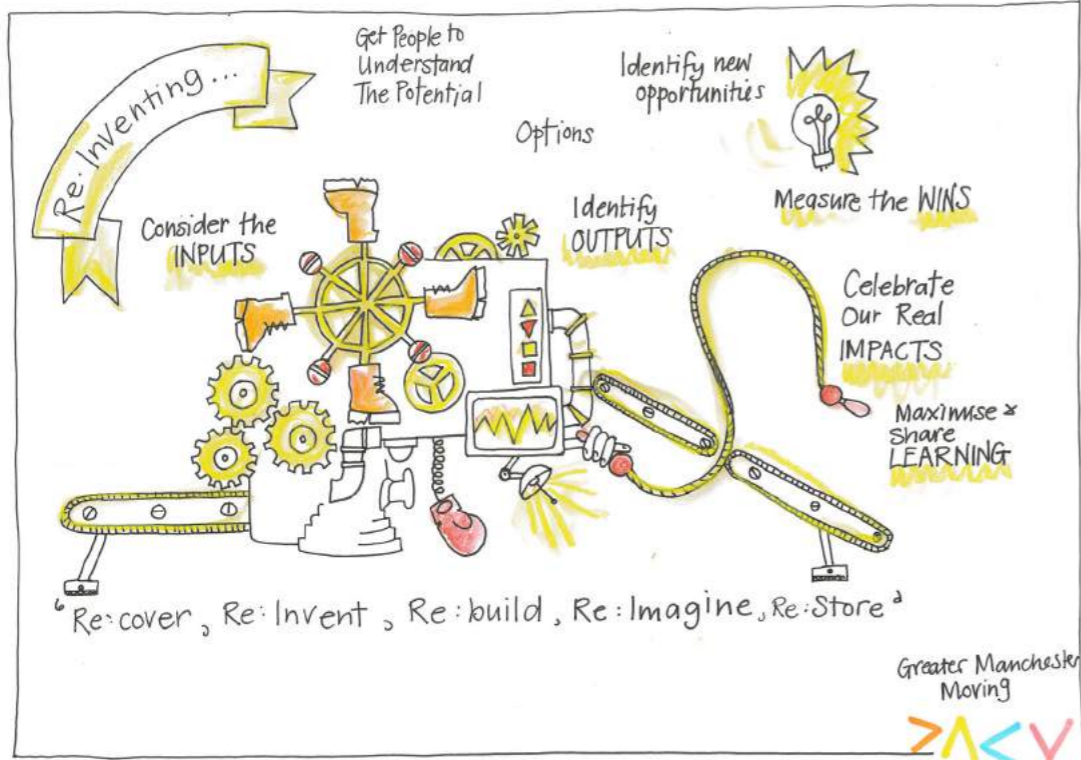 Re:Inventing...
Get People to
Understand
The Potential
Identify new
opportunities
Options
Consider the
INPUTS
Identify
OUTPUTS
Measure the WINS
Celebrate
Our Real
IMPACTS
Maximise &
Share
LEARNING
'Re:cover, Re:Invent, Re:build, Re:Imagine, Re:Store'
Greater Manchester
Moving